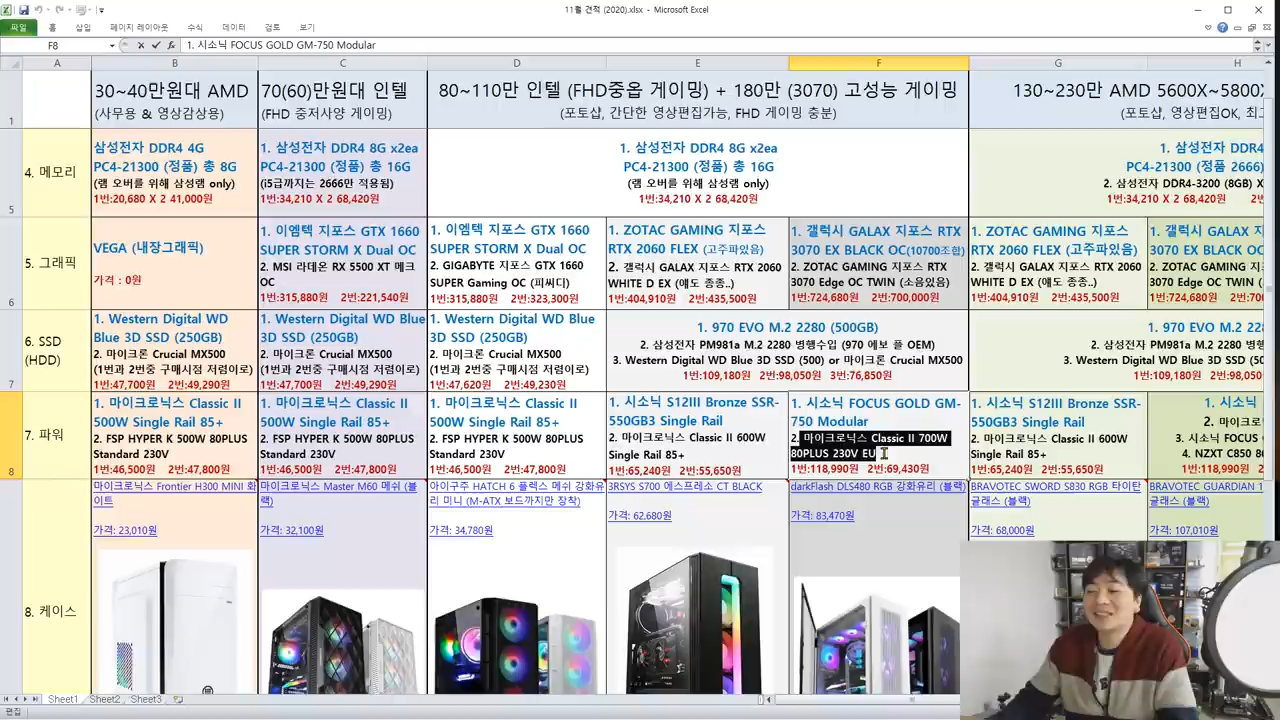 11월 견적 (2020).xlsx - Microsoft Excel
파일 홈 삽입 페이지 레이아웃 수식 데이터 검토 보기
F8 1. 시소닉 FOCUS GOLD GM-750 Modular
A B C D E F G H
1
30~40만원대 AMD
(사무용 & 영상감상용)
70(60)만원대 인텔
(FHD 중저사양 게이밍)
80~110만 인텔 (FHD중옵 게이밍) + 180만 (3070) 고성능 게이밍
(포토샵, 간단한 영상편집가능, FHD 게이밍 충분)
130~230만 AMD 5600X~5800X
(포토샵, 영상편집OK, 최고
5
4. 메모리
삼성전자 DDR4 4G
PC4-21300 (정품) 총 8G
(램 오버를 위해 삼성램 only)
1번:20,680 X 2 41,000원
1. 삼성전자 DDR4 8G x2ea
PC4-21300 (정품) 총 16G
(i5급까지는 2666만 적용됨)
1번:34,210 X 2 68,420원
1. 삼성전자 DDR4 8G x2ea
PC4-21300 (정품) 총 16G
(램 오버를 위해 삼성램 only)
1번:34,210 X 2 68,420원
1. 삼성전자 DDR4
PC4-21300 (정품 2666)
2. 삼성전자 DDR4-3200 (8GB) X
1번:34,210 X 2 68,420원 2번
6
5. 그래픽
VEGA (내장그래픽)
가격 : 0원
1. 이엠텍 지포스 GTX 1660
SUPER STORM X Dual OC
2. MSI 라데온 RX 5500 XT 메크
OC
1번:315,880원 2번:221,540원
1. 이엠텍 지포스 GTX 1660
SUPER STORM X Dual OC
2. GIGABYTE 지포스 GTX 1660
SUPER Gaming OC (피씨디)
1번:315,880원 2번:323,300원
1. ZOTAC GAMING 지포스
RTX 2060 FLEX (고주파있음)
2. 갤럭시 GALAX 지포스 RTX 2060
WHITE D EX (얘도 종종..)
1번:404,910원 2번:435,500원
1. 갤럭시 GALAX 지포스 RTX
3070 EX BLACK OC(10700조합)
2. ZOTAC GAMING 지포스 RTX
3070 Edge OC TWIN (소음있음)
1번:724,680원 2번:700,000원
1. ZOTAC GAMING 지포스
RTX 2060 FLEX (고주파있음)
2. 갤럭시 GALAX 지포스 RTX 2060
WHITE D EX (얘도 종종..)
1번:404,910원 2번:435,500원
1. 갤럭시 GALAX
3070 EX BLACK OC
2. ZOTAC GAMING 지
3070 Edge OC TWIN
1번:724,680원 2번:700
7
6. SSD
(HDD)
1. Western Digital WD
Blue 3D SSD (250GB)
2. 마이크론 Crucial MX500
(1번과 2번중 구매시점 저렴이로)
1번:47,700원 2번:49,290원
1. Western Digital WD
Blue 3D SSD (250GB)
2. 마이크론 Crucial MX500
(1번과 2번중 구매시점 저렴이로)
1번:47,700원 2번:49,290원
1. Western Digital WD Blue
3D SSD (250GB)
2. 마이크론 Crucial MX500
(1번과 2번중 구매시점 저렴이로)
1번:47,620원 2번:49,230원
1. 970 EVO M.2 2280 (500GB)
2. 삼성전자 PM981a M.2 2280 병행수입 (970 에보 플 OEM)
3. Western Digital WD Blue 3D SSD (500) or 마이크론 Crucial MX500
1번:109,180원 2번:98,050원 3번:76,850원
1. 970 EVO M.2 2
2. 삼성전자 PM981a M.2 2280
3. Western Digital WD Blue 3D SSD (50
1번:109,180원 2번:98,050
8
7. 파워
1. 마이크로닉스 Classic II
500W Single Rail 85+
2. FSP HYPER K 500W 80PLUS
Standard 230V
1번:46,500원 2번:47,800원
1. 마이크로닉스 Classic II
500W Single Rail 85+
2. FSP HYPER K 500W 80PLUS
Standard 230V
1번:46,500원 2번:47,800원
1. 마이크로닉스 Classic II
500W Single Rail 85+
2. FSP HYPER K 500W 80PLUS
Standard 230V
1번:46,500원 2번:47,800원
1. 시소닉 S12III Bronze SSR-
550GB3 Single Rail
2. 마이크로닉스 Classic II 600W
Single Rail 85+
1번:65,240원 2번:55,650원
1. 시소닉 FOCUS GOLD GM-
750 Modular
2. 마이크로닉스 Classic II 700W
80PLUS 230V EU
1번:118,990원 2번:69,430원
1. 시소닉 S12III Bronze SSR-
550GB3 Single Rail
2. 마이크로닉스 Classic II 600W
Single Rail 85+
1번:65,240원 2번:55,650원
1. 시소닉
2. 마이크
3. 시소닉 FOCUS
4. NZXT C850 8
1번:118,990원
8. 케이스
마이크로닉스 Frontier H300 MINI 화
이트
가격: 23,010원
마이크로닉스 Master M60 메쉬 (블
랙)
가격: 32,100원
아이구주 HATCH 6 플렉스 메쉬 강화유
리 미니 (M-ATX 보드까지만 장착)
가격: 34,780원
3RSYS S700 에스프레소 CT BLACK
가격: 62,680원
darkFlash DLS480 RGB 강화유리 (블랙)
가격: 83,470원
BRAVOTEC SWORD S830 RGB 타이탄
글래스 (블랙)
가격: 68,000원
BRAVOTEC GUARDIAN 1
글래스 (블랙)
가격: 107,010원
Sheet1 Sheet2 Sheet3
편집